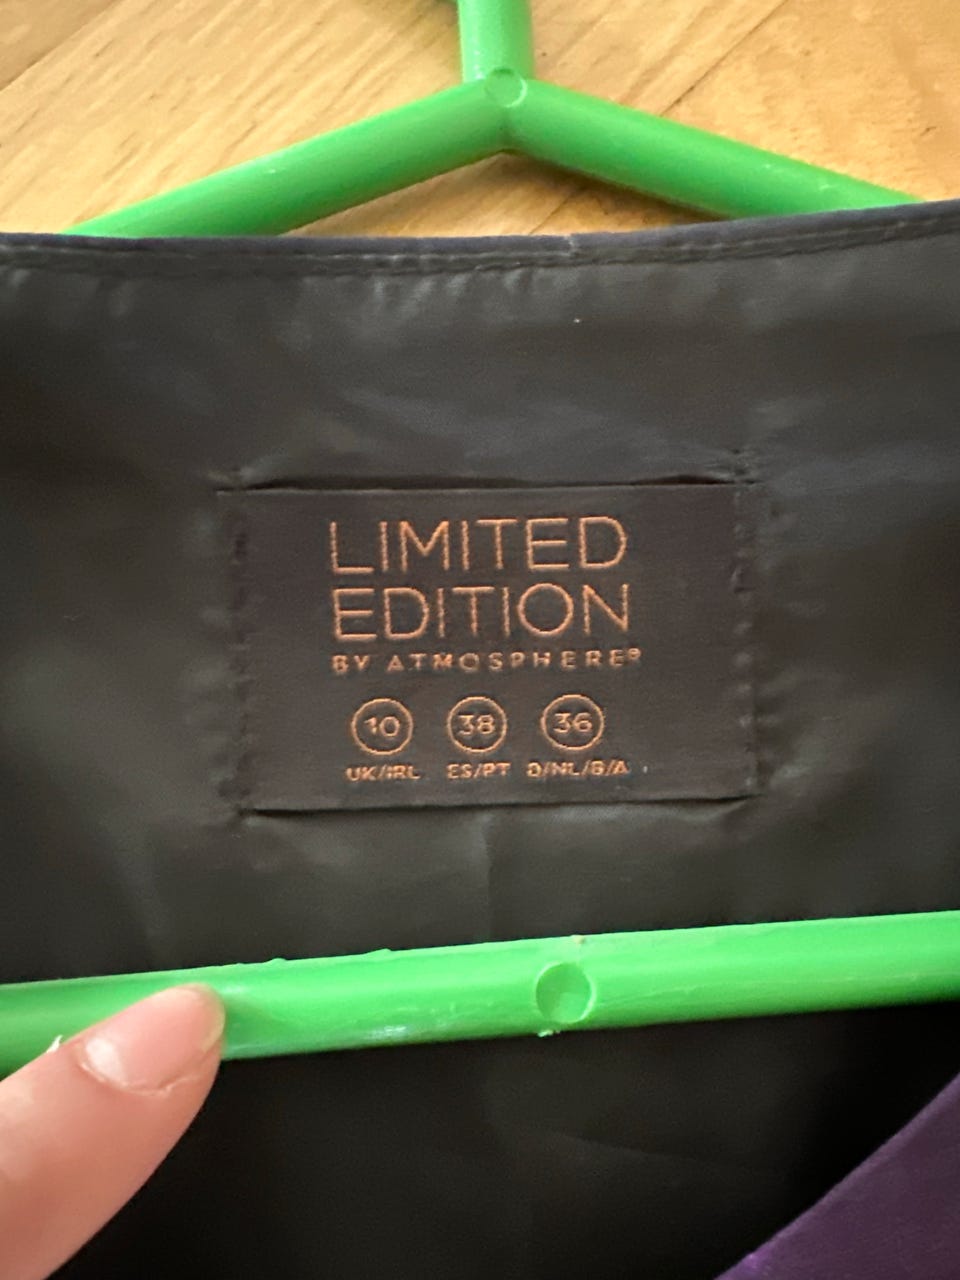 LIMITED
EDITION
BY ATMOSPHERE®
10 38 36
UK/IRL ES/PT D/NL/B/A